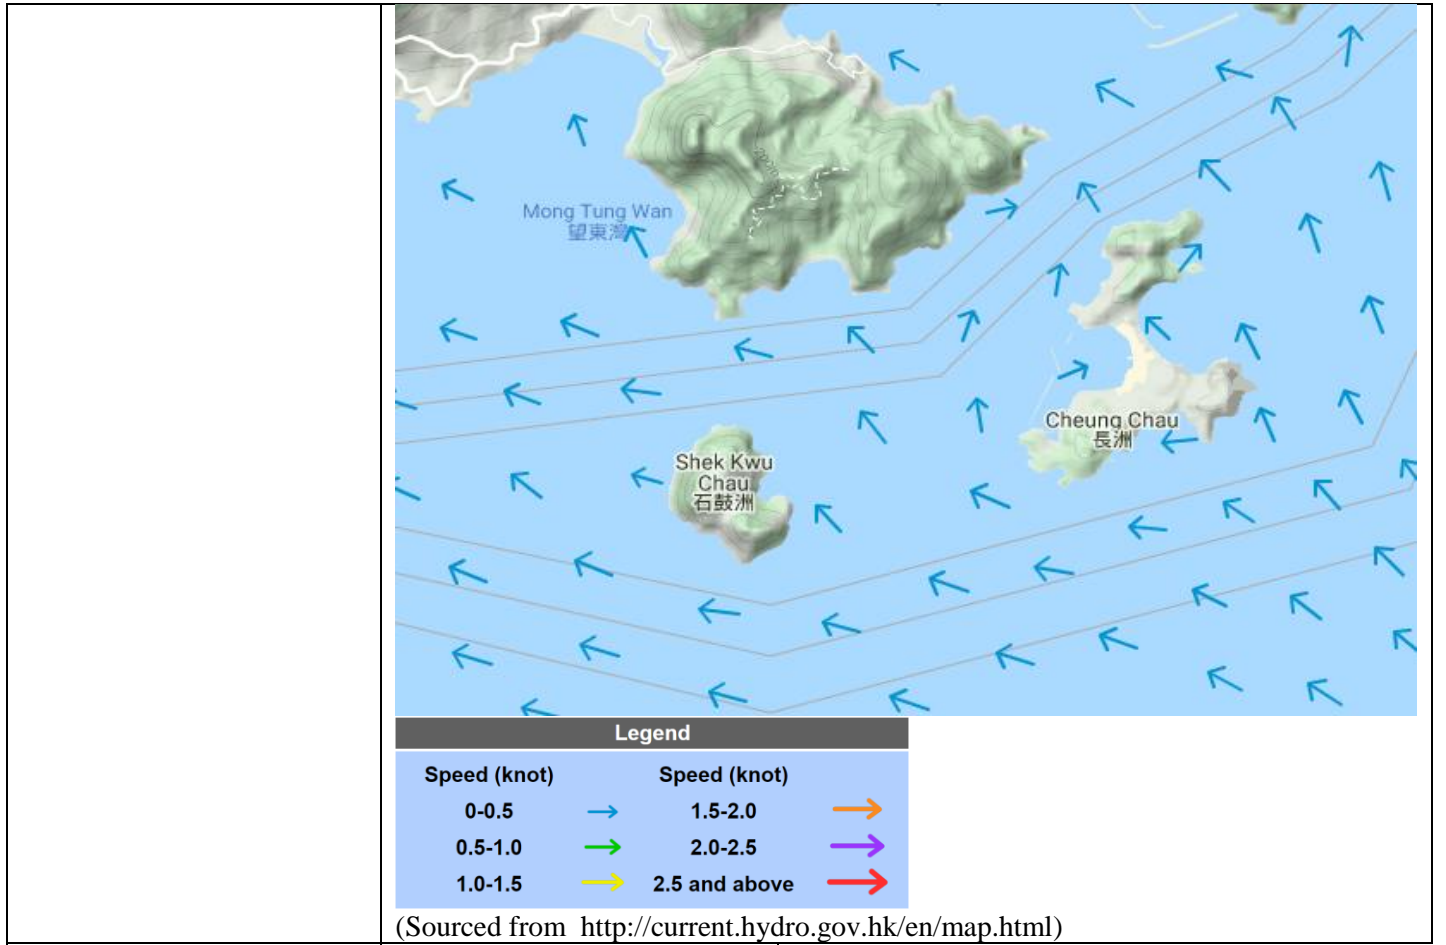 Mong Tung Wan
望東灣
Cheung Chau
長洲
Shek Kwu
Chau
石鼓洲
Legend
Speed (knot) Speed (knot)
0-0.5 1.5-2.0
0.5-1.0 2.0-2.5
1.0-1.5 2.5 and above
(Sourced from http://current.hydro.gov.hk/en/map.html)